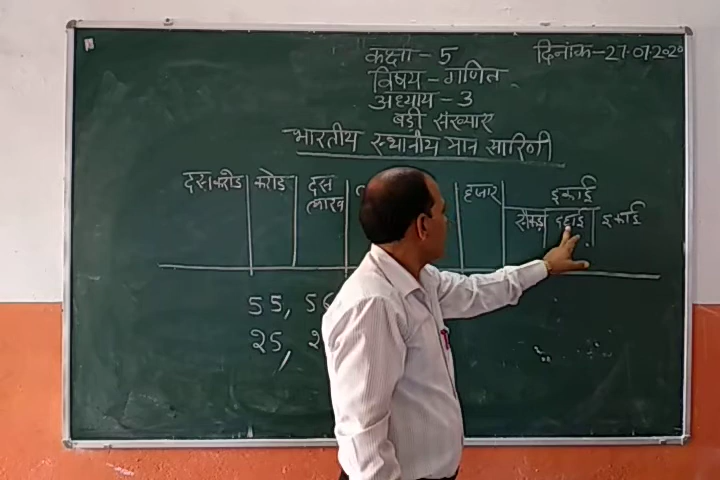 कक्षा - 5
दिनांक - 27.07.2020
विषय - गणित
अध्याय - 3
बडी संख्याए
भारतीय स्थानीय मान सारिणी
दस करोड करोड दस लाख हजार इकाई
सैकड़ा दहाई इकाई
55, 56
25, 2